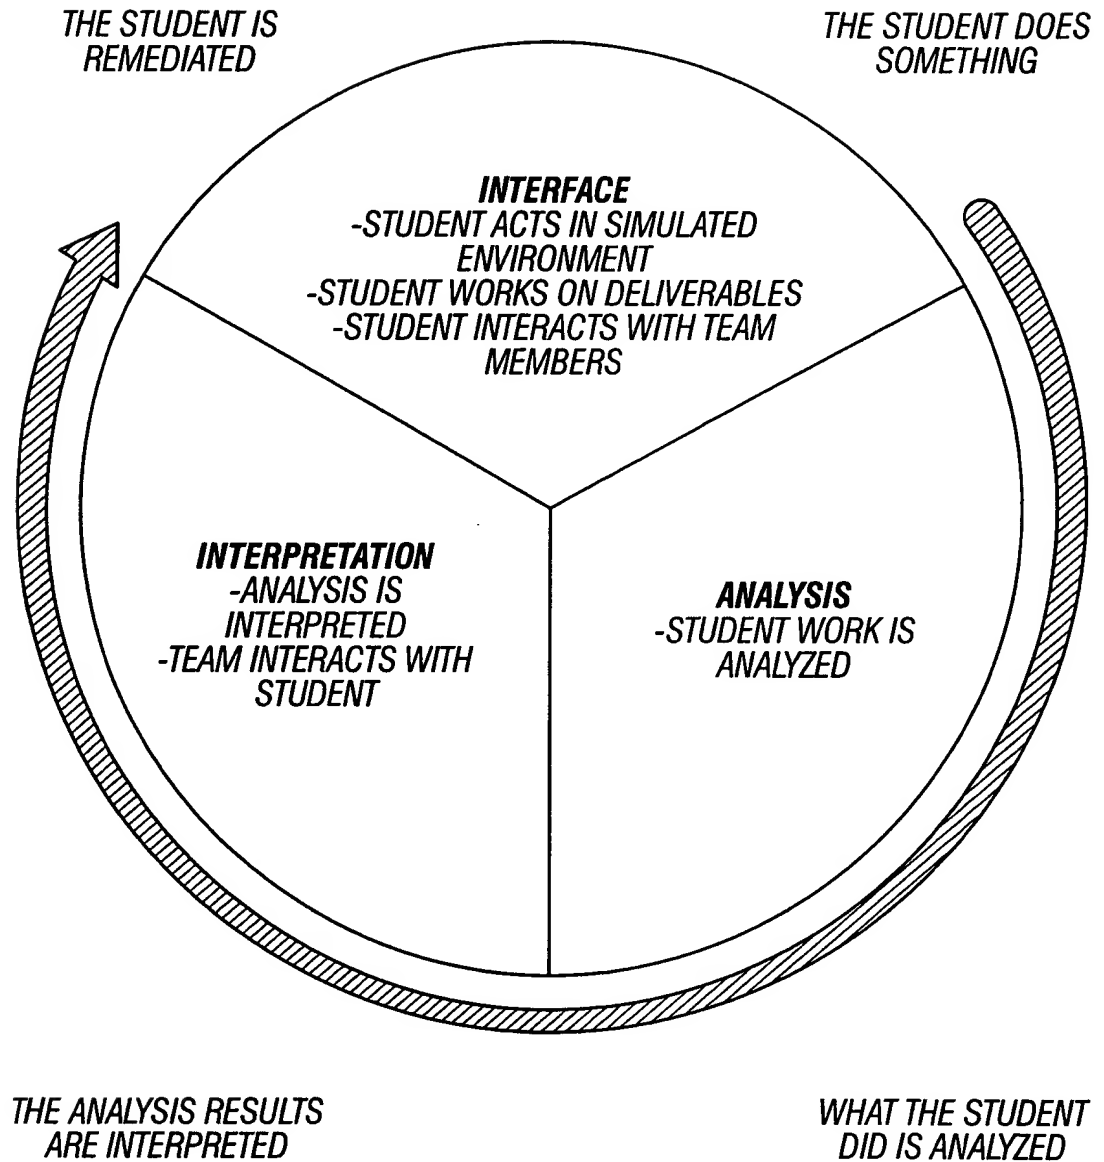 THE STUDENT IS
REMEDIATED
THE STUDENT DOES
SOMETHING
INTERFACE
-STUDENT ACTS IN SIMULATED
ENVIRONMENT
-STUDENT WORKS ON DELIVERABLES
-STUDENT INTERACTS WITH TEAM
MEMBERS
INTERPRETATION
-ANALYSIS IS
INTERPRETED
-TEAM INTERACTS WITH
STUDENT
ANALYSIS
-STUDENT WORK IS
ANALYZED
THE ANALYSIS RESULTS
ARE INTERPRETED
WHAT THE STUDENT
DID IS ANALYZED